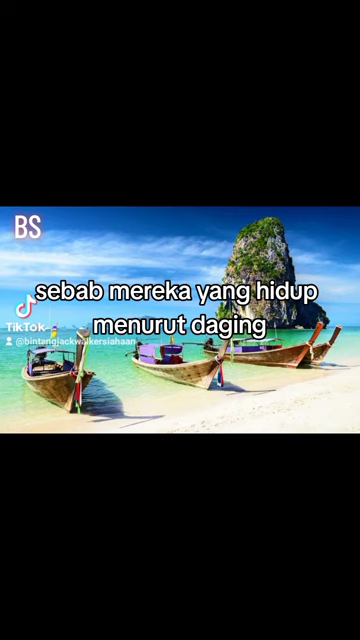 BS
sebab mereka yang hidup
menurut daging
TikTok
@bintangjackwalkersiahaan